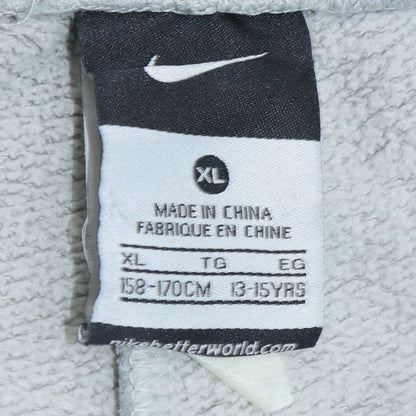 XL
MADE IN CHINA
FABRIQUE EN CHINE
XL TG EG
158-170CM 13-15YRS
nikebetterworld.com